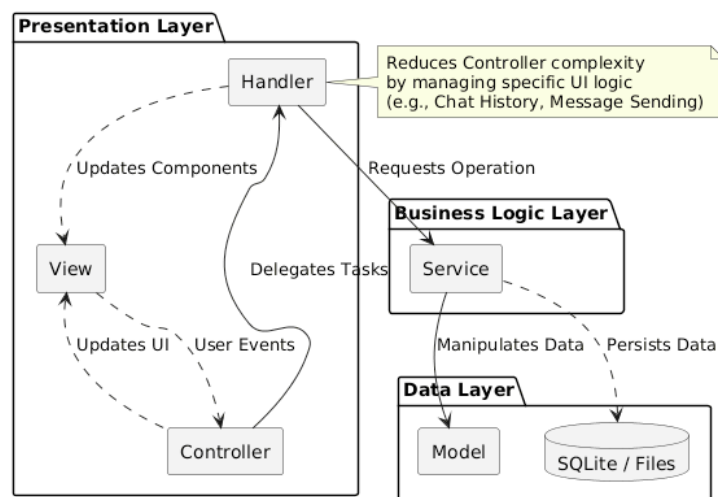 Presentation Layer
Handler
Reduces Controller complexity
by managing specific UI logic
(e.g., Chat History, Message Sending)
Updates Components
Requests Operation
Business Logic Layer
View
Delegates Tasks
Service
Updates UI
User Events
Manipulates Data
Persists Data
Data Layer
Controller
Model
SQLite / Files